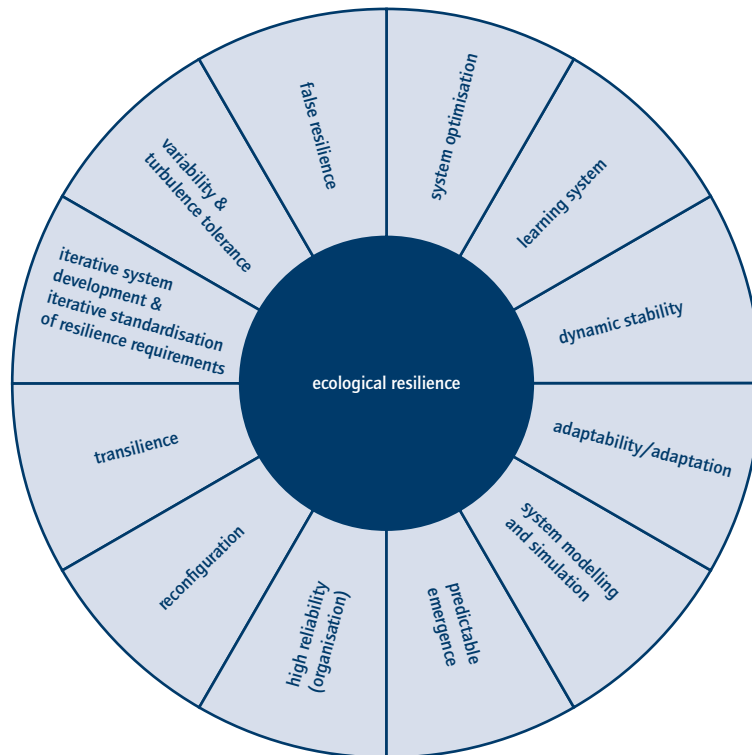 system optimisation
learning system
dynamic stability
adaptability/adaptation
system modelling
and simulation
predictable
emergence
high reliability
(organisation)
reconfiguration
transilience
iterative system
development &
iterative standardisation
of resilience requirements
variability &
turbulence tolerance
false resilience
ecological resilience